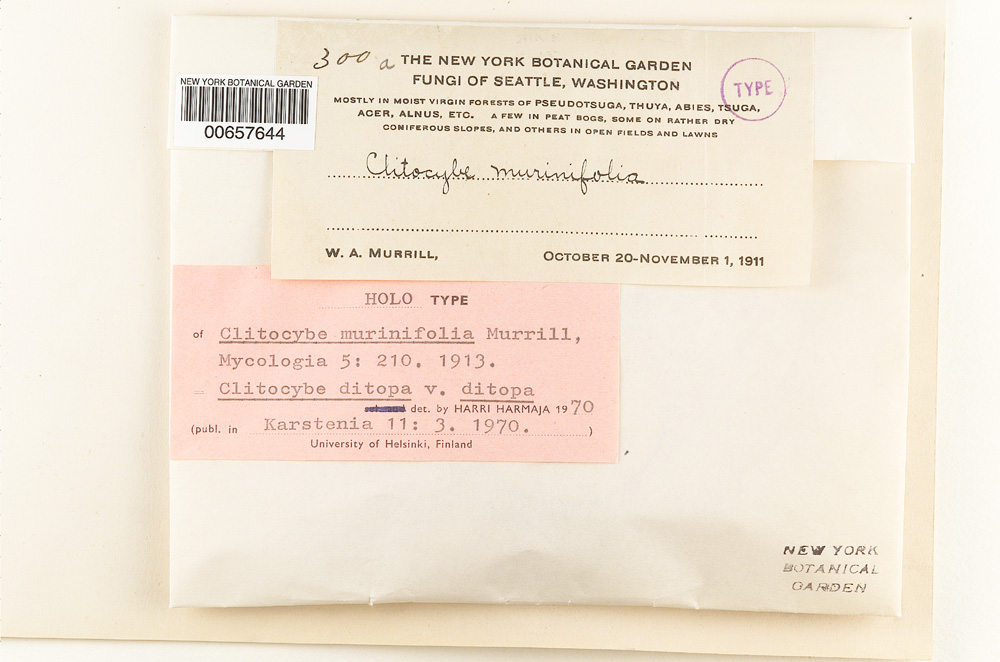 300 a THE NEW YORK BOTANICAL GARDEN
FUNGI OF SEATTLE, WASHINGTON
TYPE
MOSTLY IN MOIST VIRGIN FORESTS OF PSEUDOTSUGA, THUYA, ABIES, TSUGA,
ACER, ALNUS, ETC. A FEW IN PEAT BOGS, SOME ON RATHER DRY
CONIFEROUS SLOPES, AND OTHERS IN OPEN FIELDS AND LAWNS
NEW YORK BOTANICAL GARDEN
00657644
Clitocybe murinifolia
W. A. MURRILL, OCTOBER 20-NOVEMBER 1, 1911
HOLO TYPE
of Clitocybe murinifolia Murrill,
Mycologia 5: 210. 1913.
= Clitocybe ditopa v. ditopa
det. by HARRI HARMAJA 1970
(publ. in Karstenia 11: 3. 1970. )
University of Helsinki, Finland
NEW YORK
BOTANICAL
GARDEN